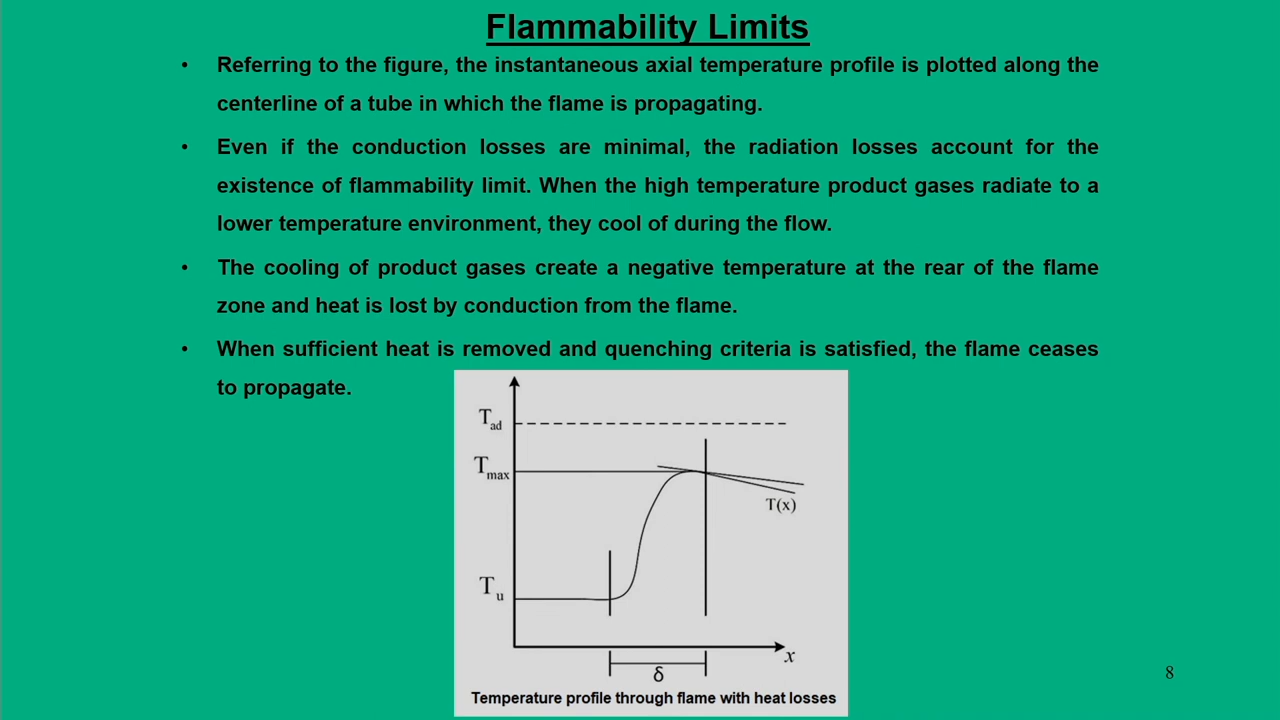 Flammability Limits
• Referring to the figure, the instantaneous axial temperature profile is plotted along the
centerline of a tube in which the flame is propagating.
• Even if the conduction losses are minimal, the radiation losses account for the
existence of flammability limit. When the high temperature product gases radiate to a
lower temperature environment, they cool of during the flow.
• The cooling of product gases create a negative temperature at the rear of the flame
zone and heat is lost by conduction from the flame.
• When sufficient heat is removed and quenching criteria is satisfied, the flame ceases
to propagate.
Tad
Tmax
T(x)
Tu
x
δ
Temperature profile through flame with heat losses
8